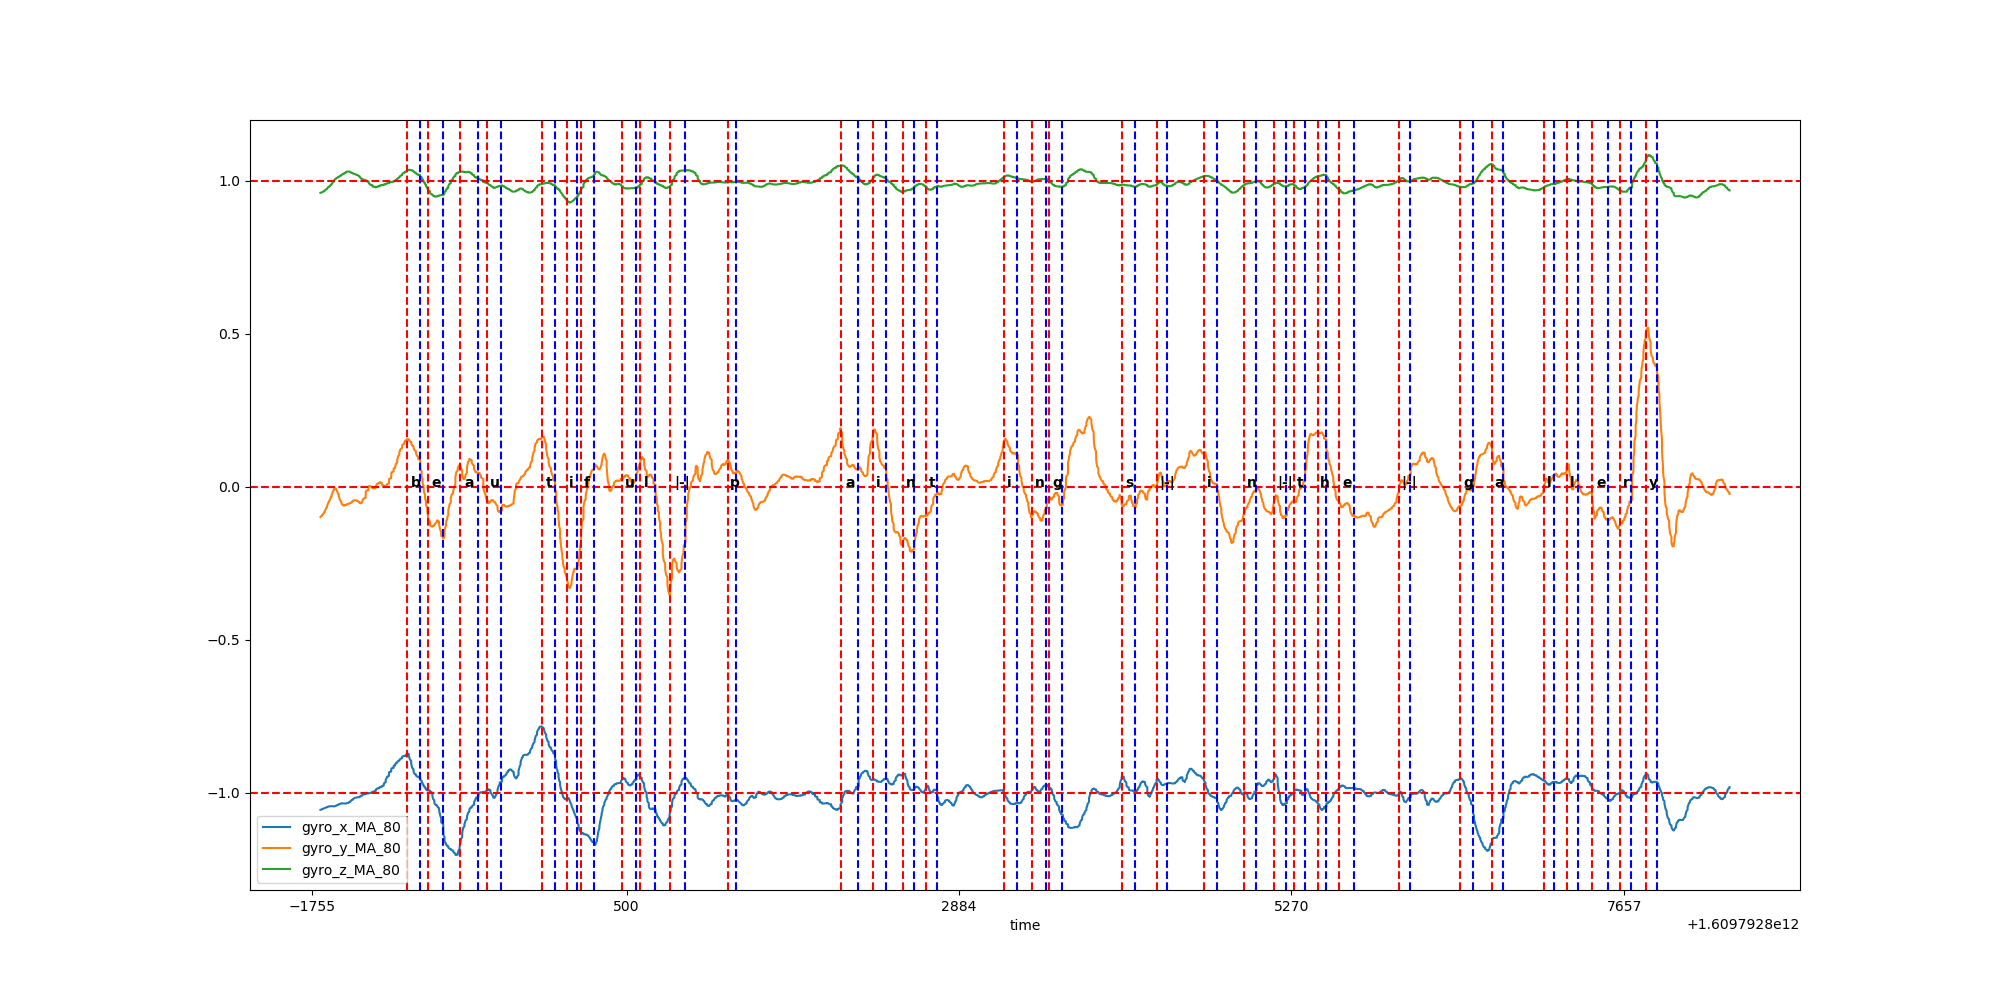 1.0
0.5
0.0
b e a u t i f u l |-| p a i n t i n g s |-| i n |-| t h e |-| g a l l e r y
−0.5
−1.0
gyro_x_MA_80
gyro_y_MA_80
gyro_z_MA_80
−1755 500 2884 5270 7657
time
+1.6097928e12